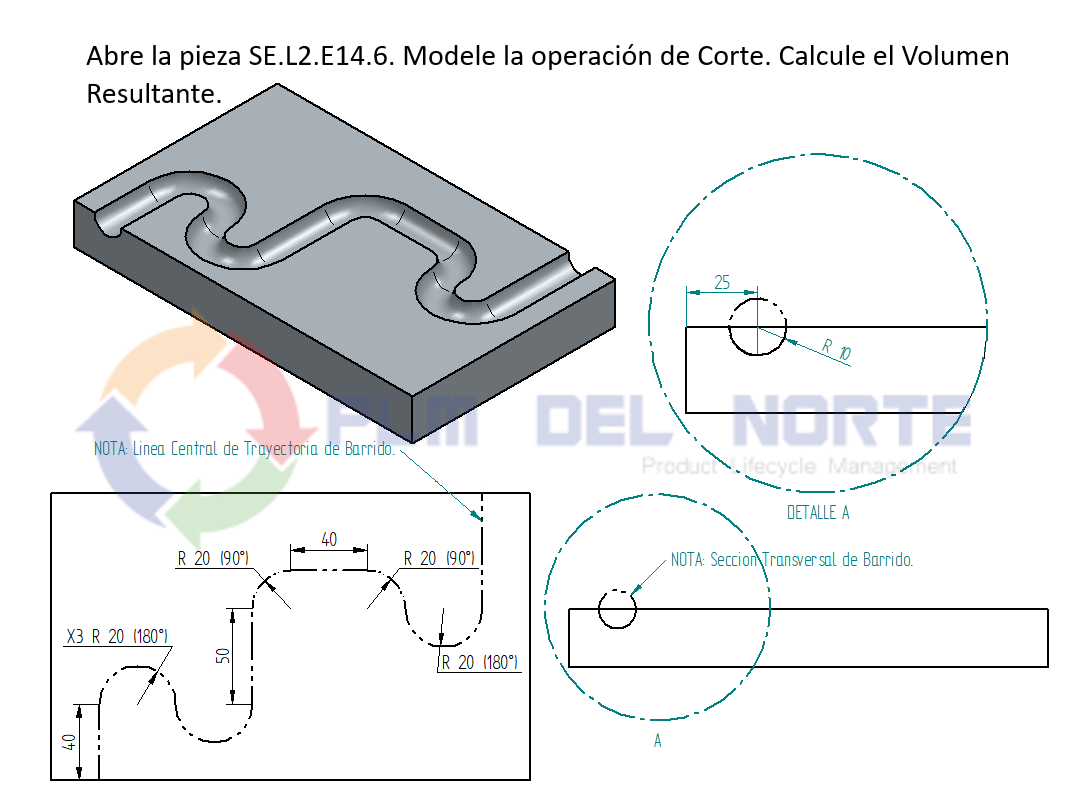 Abre la pieza SE.L2.E14.6. Modele la operación de Corte. Calcule el Volumen
Resultante.
25
R 10
PLM DEL NORTE
Product Lifecycle Management
NOTA: Linea Central de Trayectoria de Barrido.
DETALLE A
40
R 20 (90°)
R 20 (90°)
NOTA: Seccion Transversal de Barrido.
X3 R 20 (180°)
50
R 20 (180°)
40
A